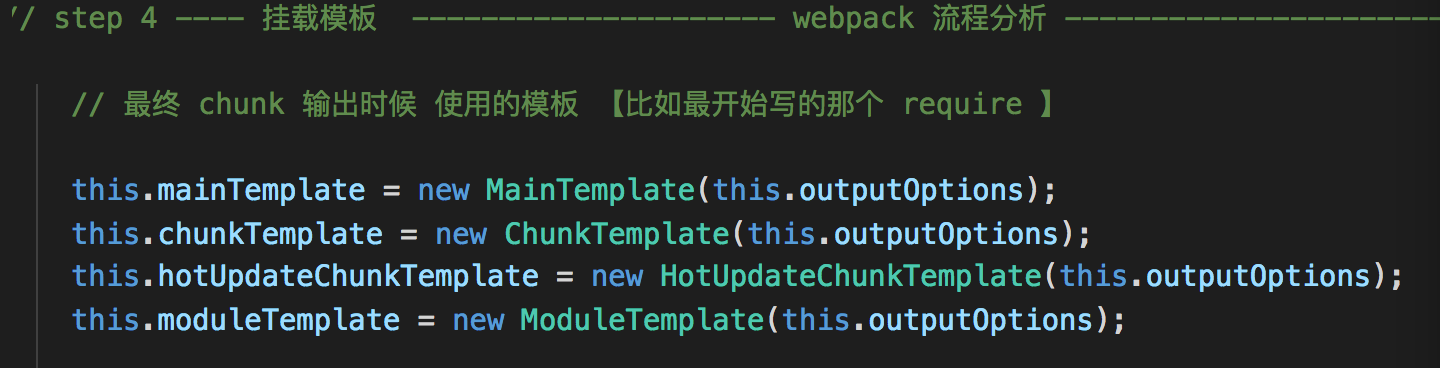 // step 4 ---- 挂载模板 --------------------- webpack 流程分析 ----------------------
// 最终 chunk 输出时候 使用的模板 【比如最开始写的那个 require 】
this.mainTemplate = new MainTemplate(this.outputOptions);
this.chunkTemplate = new ChunkTemplate(this.outputOptions);
this.hotUpdateChunkTemplate = new HotUpdateChunkTemplate(this.outputOptions);
this.moduleTemplate = new ModuleTemplate(this.outputOptions);